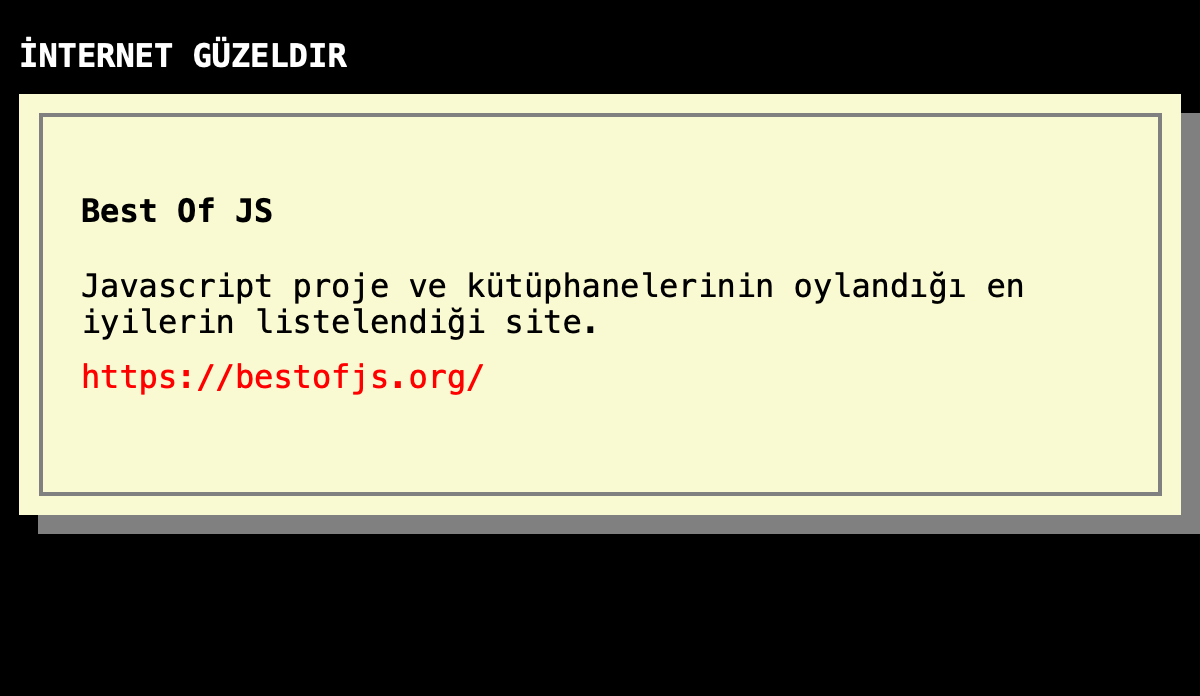 İNTERNET GÜZELDIR
Best Of JS
Javascript proje ve kütüphanelerinin oylandığı en
iyilerin listelendiği site.
https://bestofjs.org/